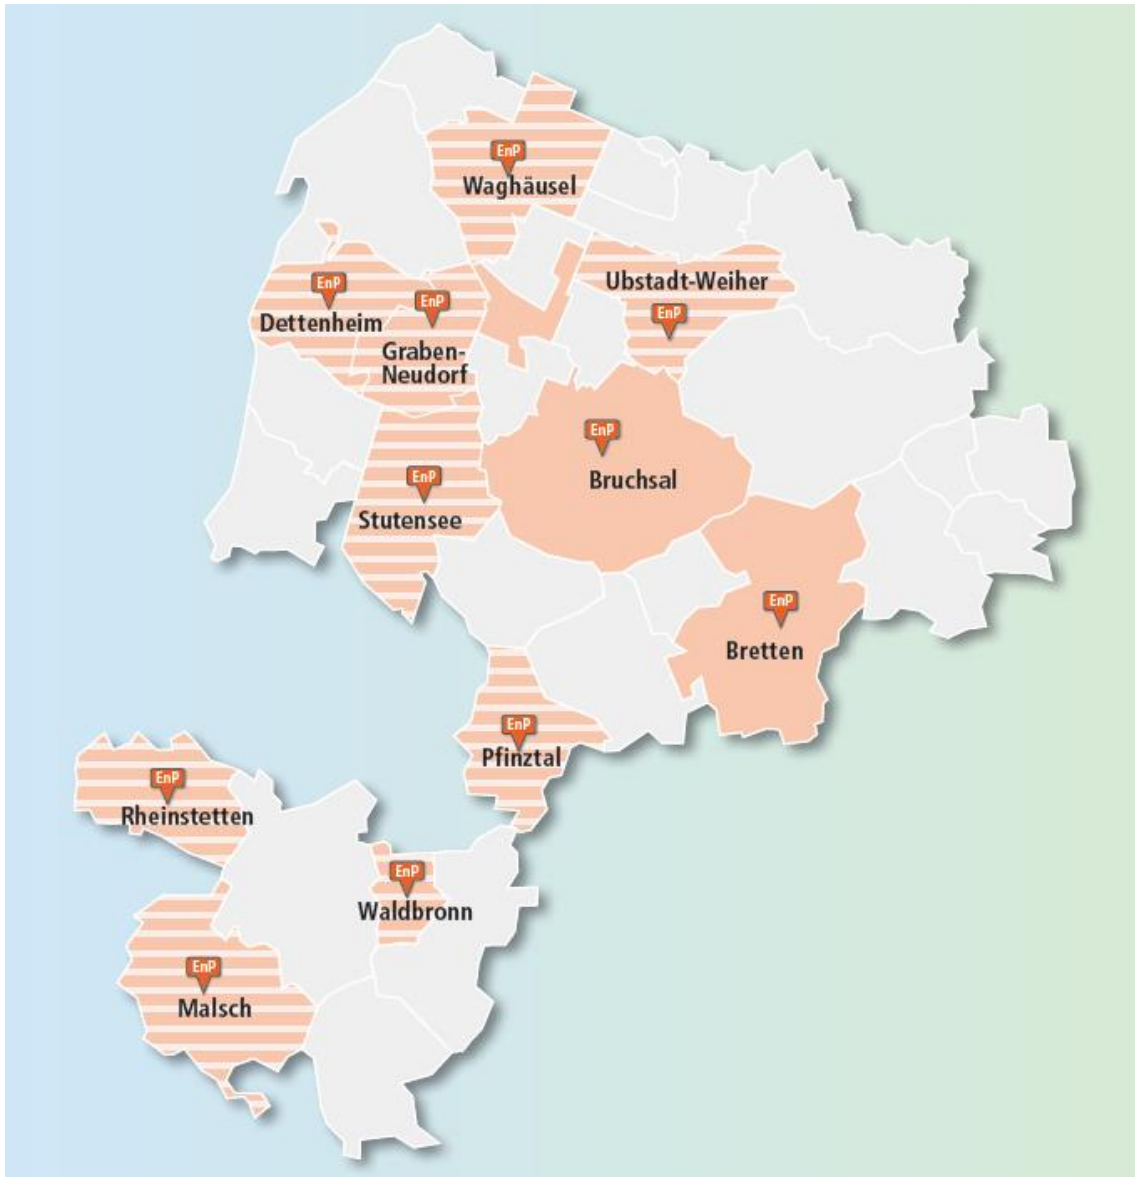 EnP
Waghäusel
Ubstadt-Weiher
EnP
EnP
Dettenheim
EnP
Graben-
Neudorf
EnP
Bruchsal
EnP
Stutensee
EnP
Bretten
EnP
Pfinztal
EnP
Rheinstetten
EnP
Waldbronn
EnP
Malsch